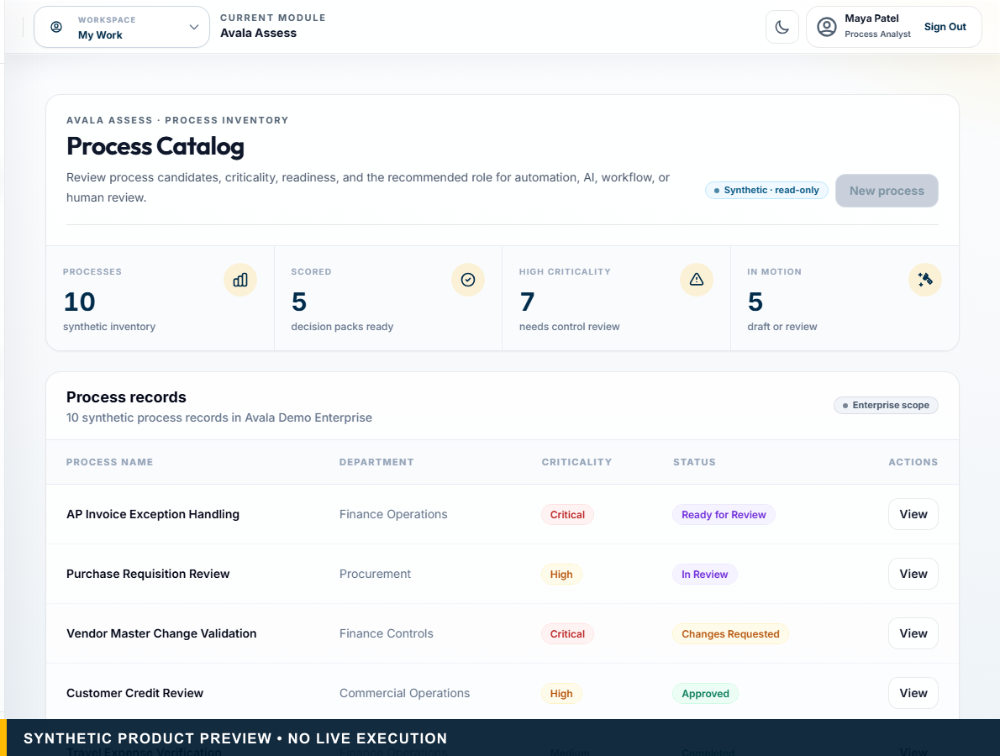 WORKSPACE
My Work
CURRENT MODULE
Avala Assess
Maya Patel
Process Analyst
Sign Out
AVALA ASSESS · PROCESS INVENTORY
Process Catalog
Review process candidates, criticality, readiness, and the recommended role for automation, AI, workflow, or
human review.
Synthetic · read-only
New process
PROCESSES
10
synthetic inventory
SCORED
5
decision packs ready
HIGH CRITICALITY
7
needs control review
IN MOTION
5
draft or review
Process records
10 synthetic process records in Avala Demo Enterprise
Enterprise scope
PROCESS NAME DEPARTMENT CRITICALITY STATUS ACTIONS
AP Invoice Exception Handling Finance Operations Critical Ready for Review View
Purchase Requisition Review Procurement High In Review View
Vendor Master Change Validation Finance Controls Critical Changes Requested View
Customer Credit Review Commercial Operations High Approved View
SYNTHETIC PRODUCT PREVIEW • NO LIVE EXECUTION
Travel Expense Verification Finance Operations Medium Completed View